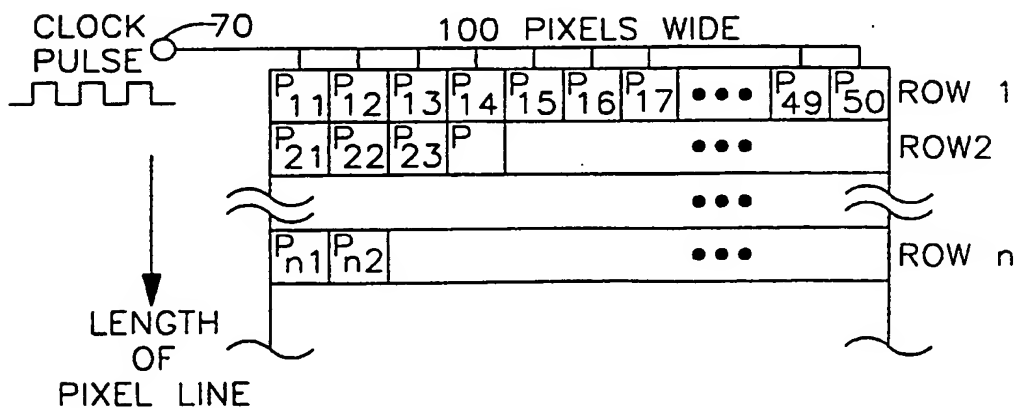 CLOCK PULSE
70
100 PIXELS WIDE
P11 P12 P13 P14 P15 P16 P17 ••• P49 P50 ROW 1
P21 P22 P23 P ••• ROW2
•••
Pn1 Pn2 ••• ROW n
LENGTH
OF
PIXEL LINE